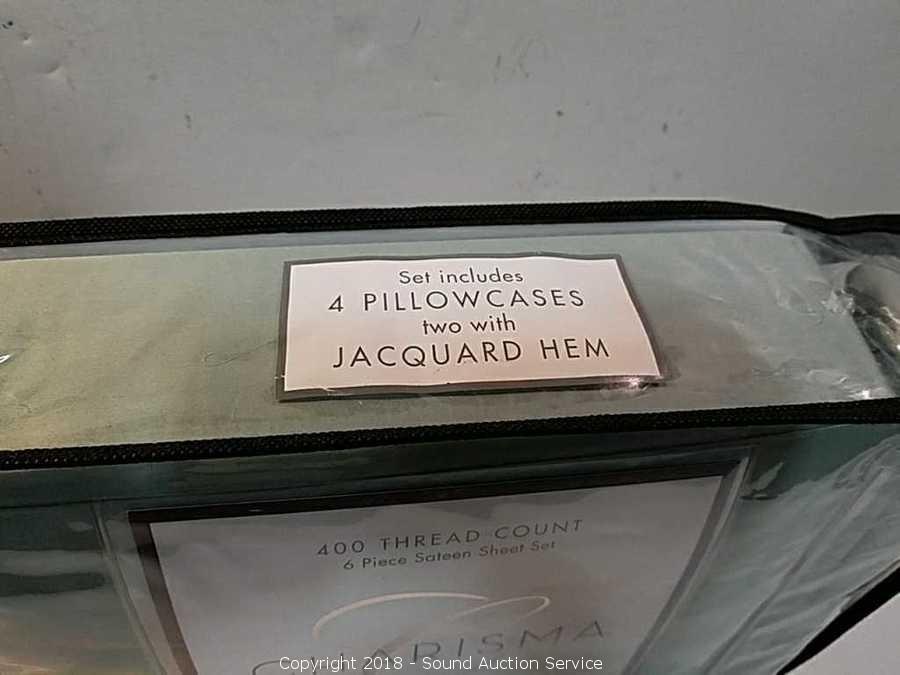 Set includes
4 PILLOWCASES
two with
JACQUARD HEM
400 THREAD COUNT
6 Piece Sateen Sheet Set
CHARISMA
Copyright 2018 - Sound Auction Service